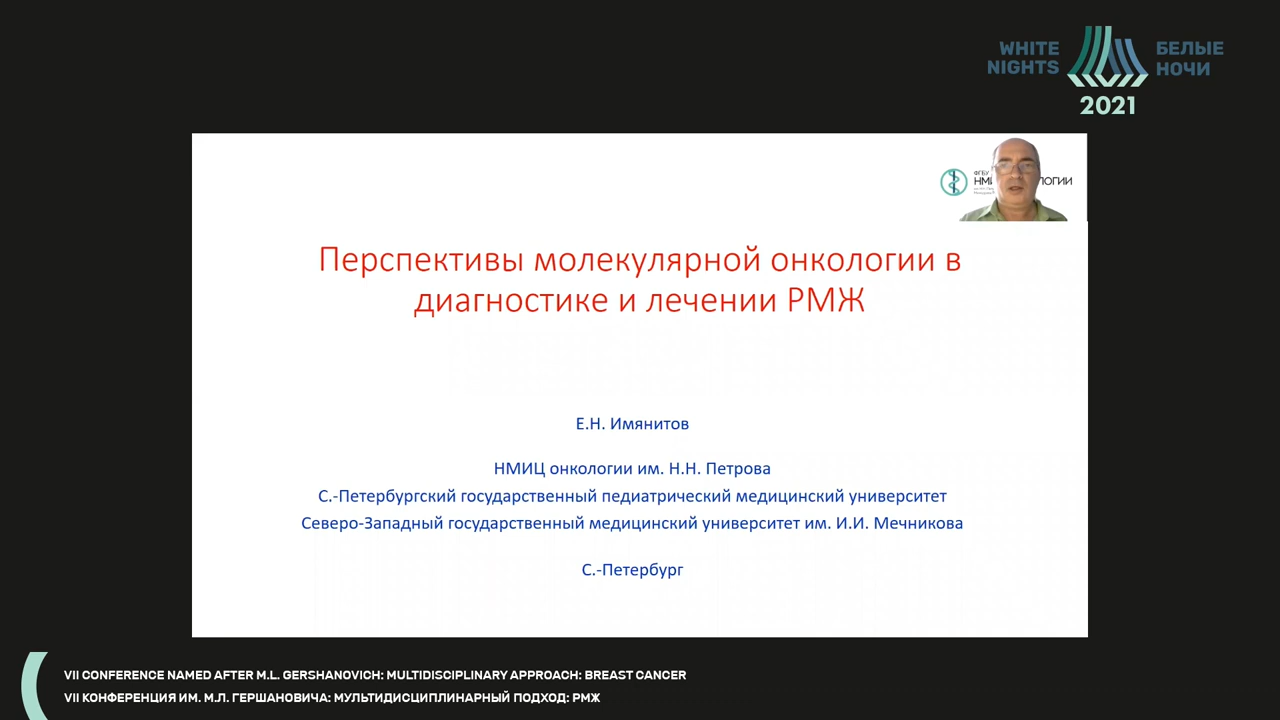 WHITE
NIGHTS
БЕЛЫЕ
НОЧИ
2021
ФГБУ
Перспективы молекулярной онкологии в
диагностике и лечении РМЖ
Е.Н. Имянитов
НМИЦ онкологии им. Н.Н. Петрова
С.-Петербургский государственный педиатрический медицинский университет
Северо-Западный государственный медицинский университет им. И.И. Мечникова
С.-Петербург
VII CONFERENCE NAMED AFTER M.L. GERSHANOVICH: MULTIDISCIPLINARY APPROACH: BREAST CANCER
VII КОНФЕРЕНЦИЯ ИМ. М.Л. ГЕРШАНОВИЧА: МУЛЬТИДИСЦИПЛИНАРНЫЙ ПОДХОД: РМЖ